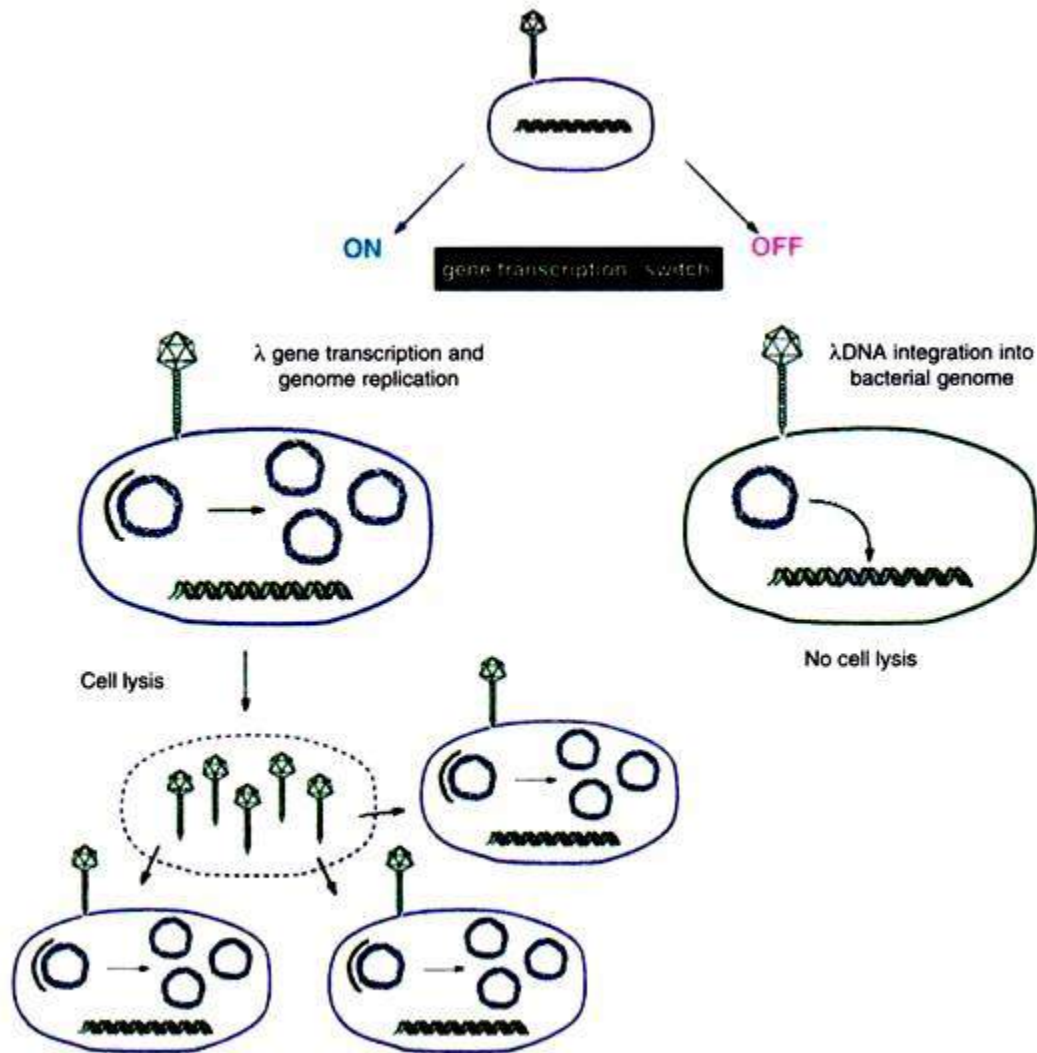 ON
OFF
gene transcription switch
λ gene transcription and
genome replication
λDNA integration into
bacterial genome
No cell lysis
Cell lysis